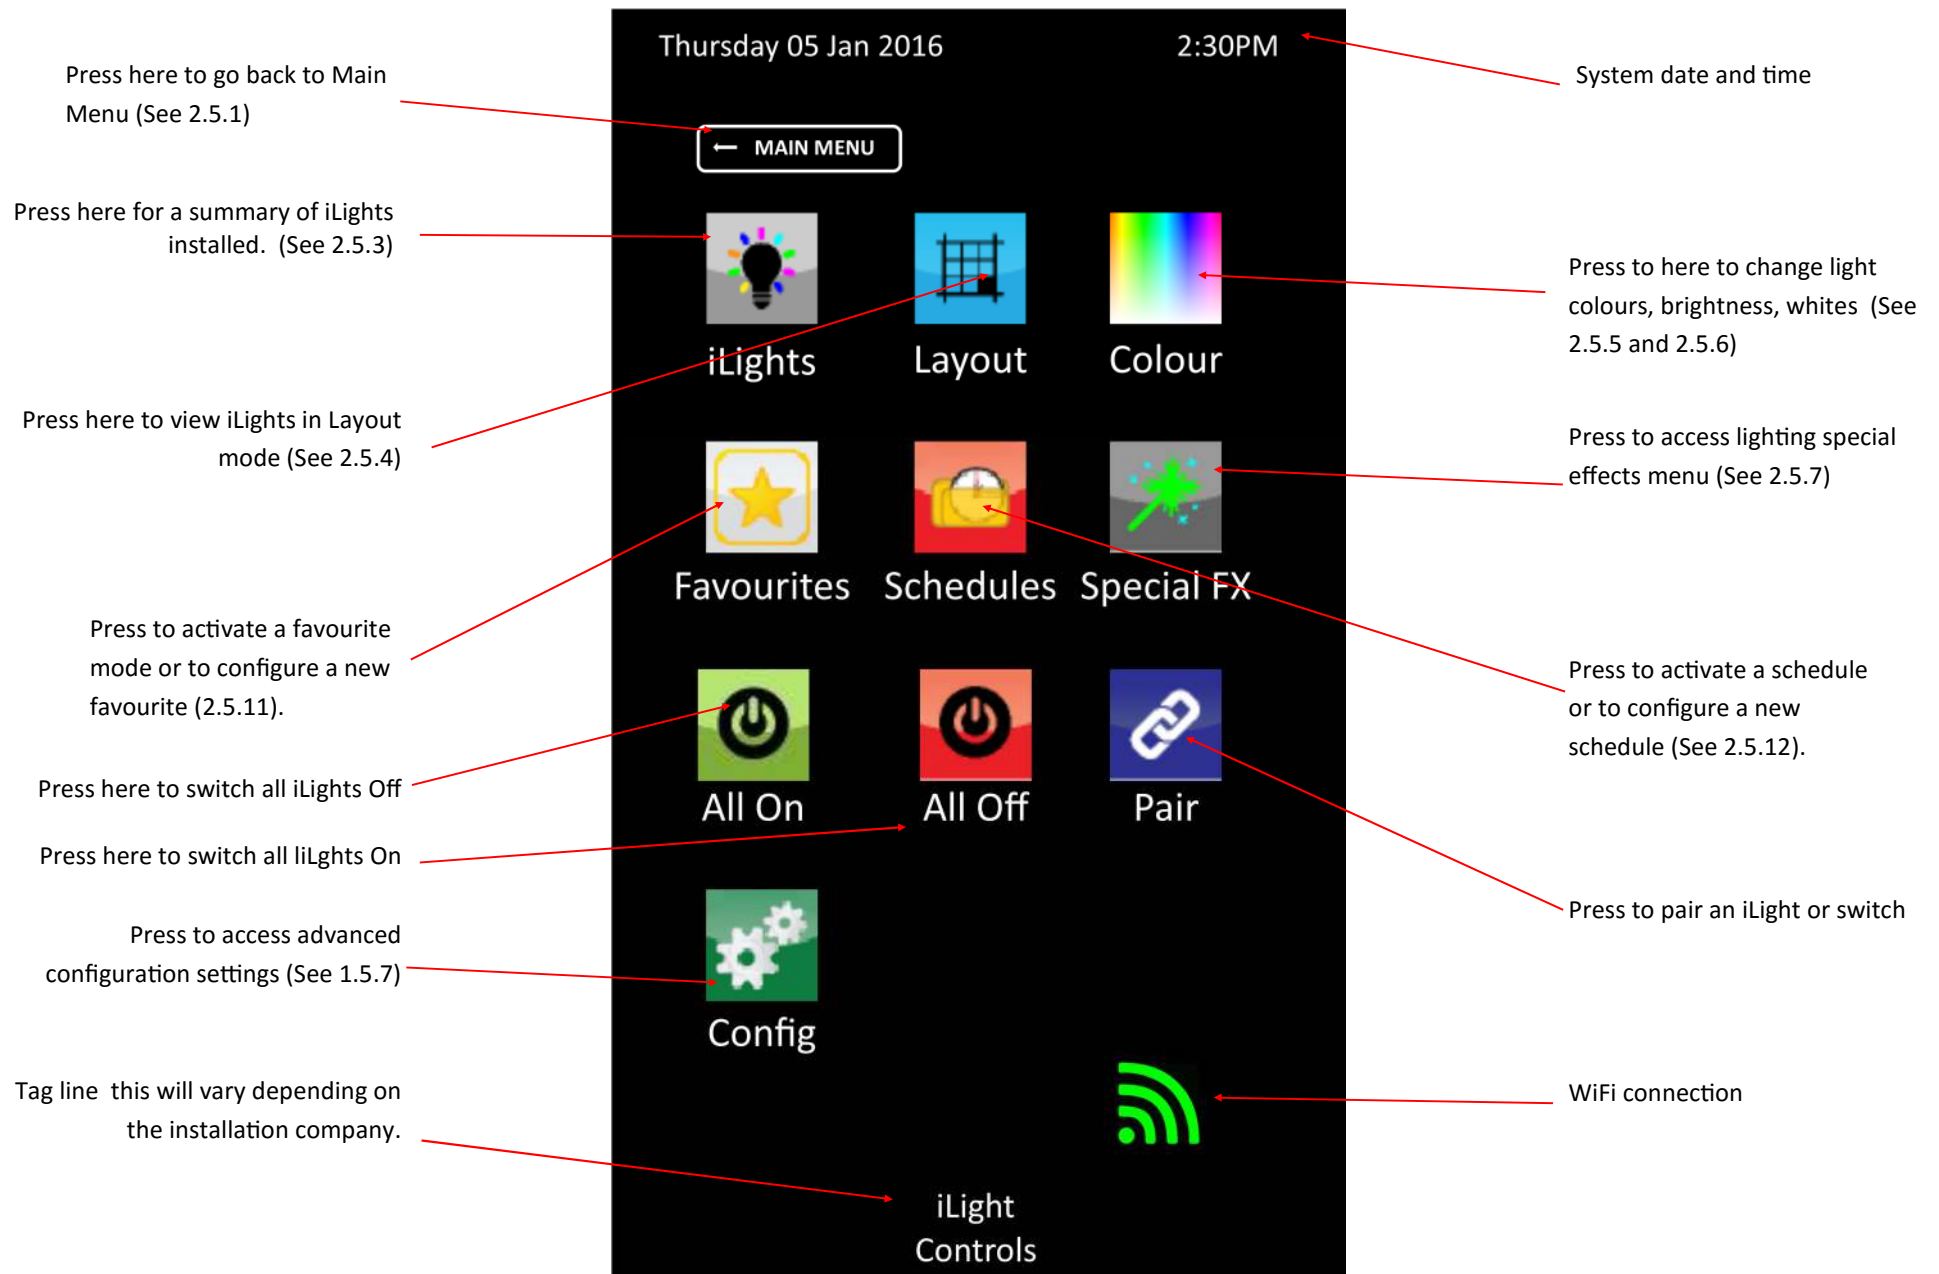 Thursday 05 Jan 2016
2:30PM
Press here to go back to Main
Menu (See 2.5.1)
System date and time
← MAIN MENU
Press here for a summary of iLights
installed.  (See 2.5.3)
Press to here to change light
colours, brightness, whites  (See
2.5.5 and 2.5.6)
iLights
Layout
Colour
Press here to view iLights in Layout
mode (See 2.5.4)
Press to access lighting special
effects menu (See 2.5.7)
Favourites
Schedules
Special FX
Press to activate a favourite
mode or to configure a new
favourite (2.5.11).
Press to activate a schedule
or to configure a new
schedule (See 2.5.12).
Press here to switch all iLights Off
All On
All Off
Pair
Press here to switch all liLghts On
Press to pair an iLight or switch
Press to access advanced
configuration settings (See 1.5.7)
Config
Tag line  this will vary depending on
the installation company.
WiFi connection
iLight
Controls